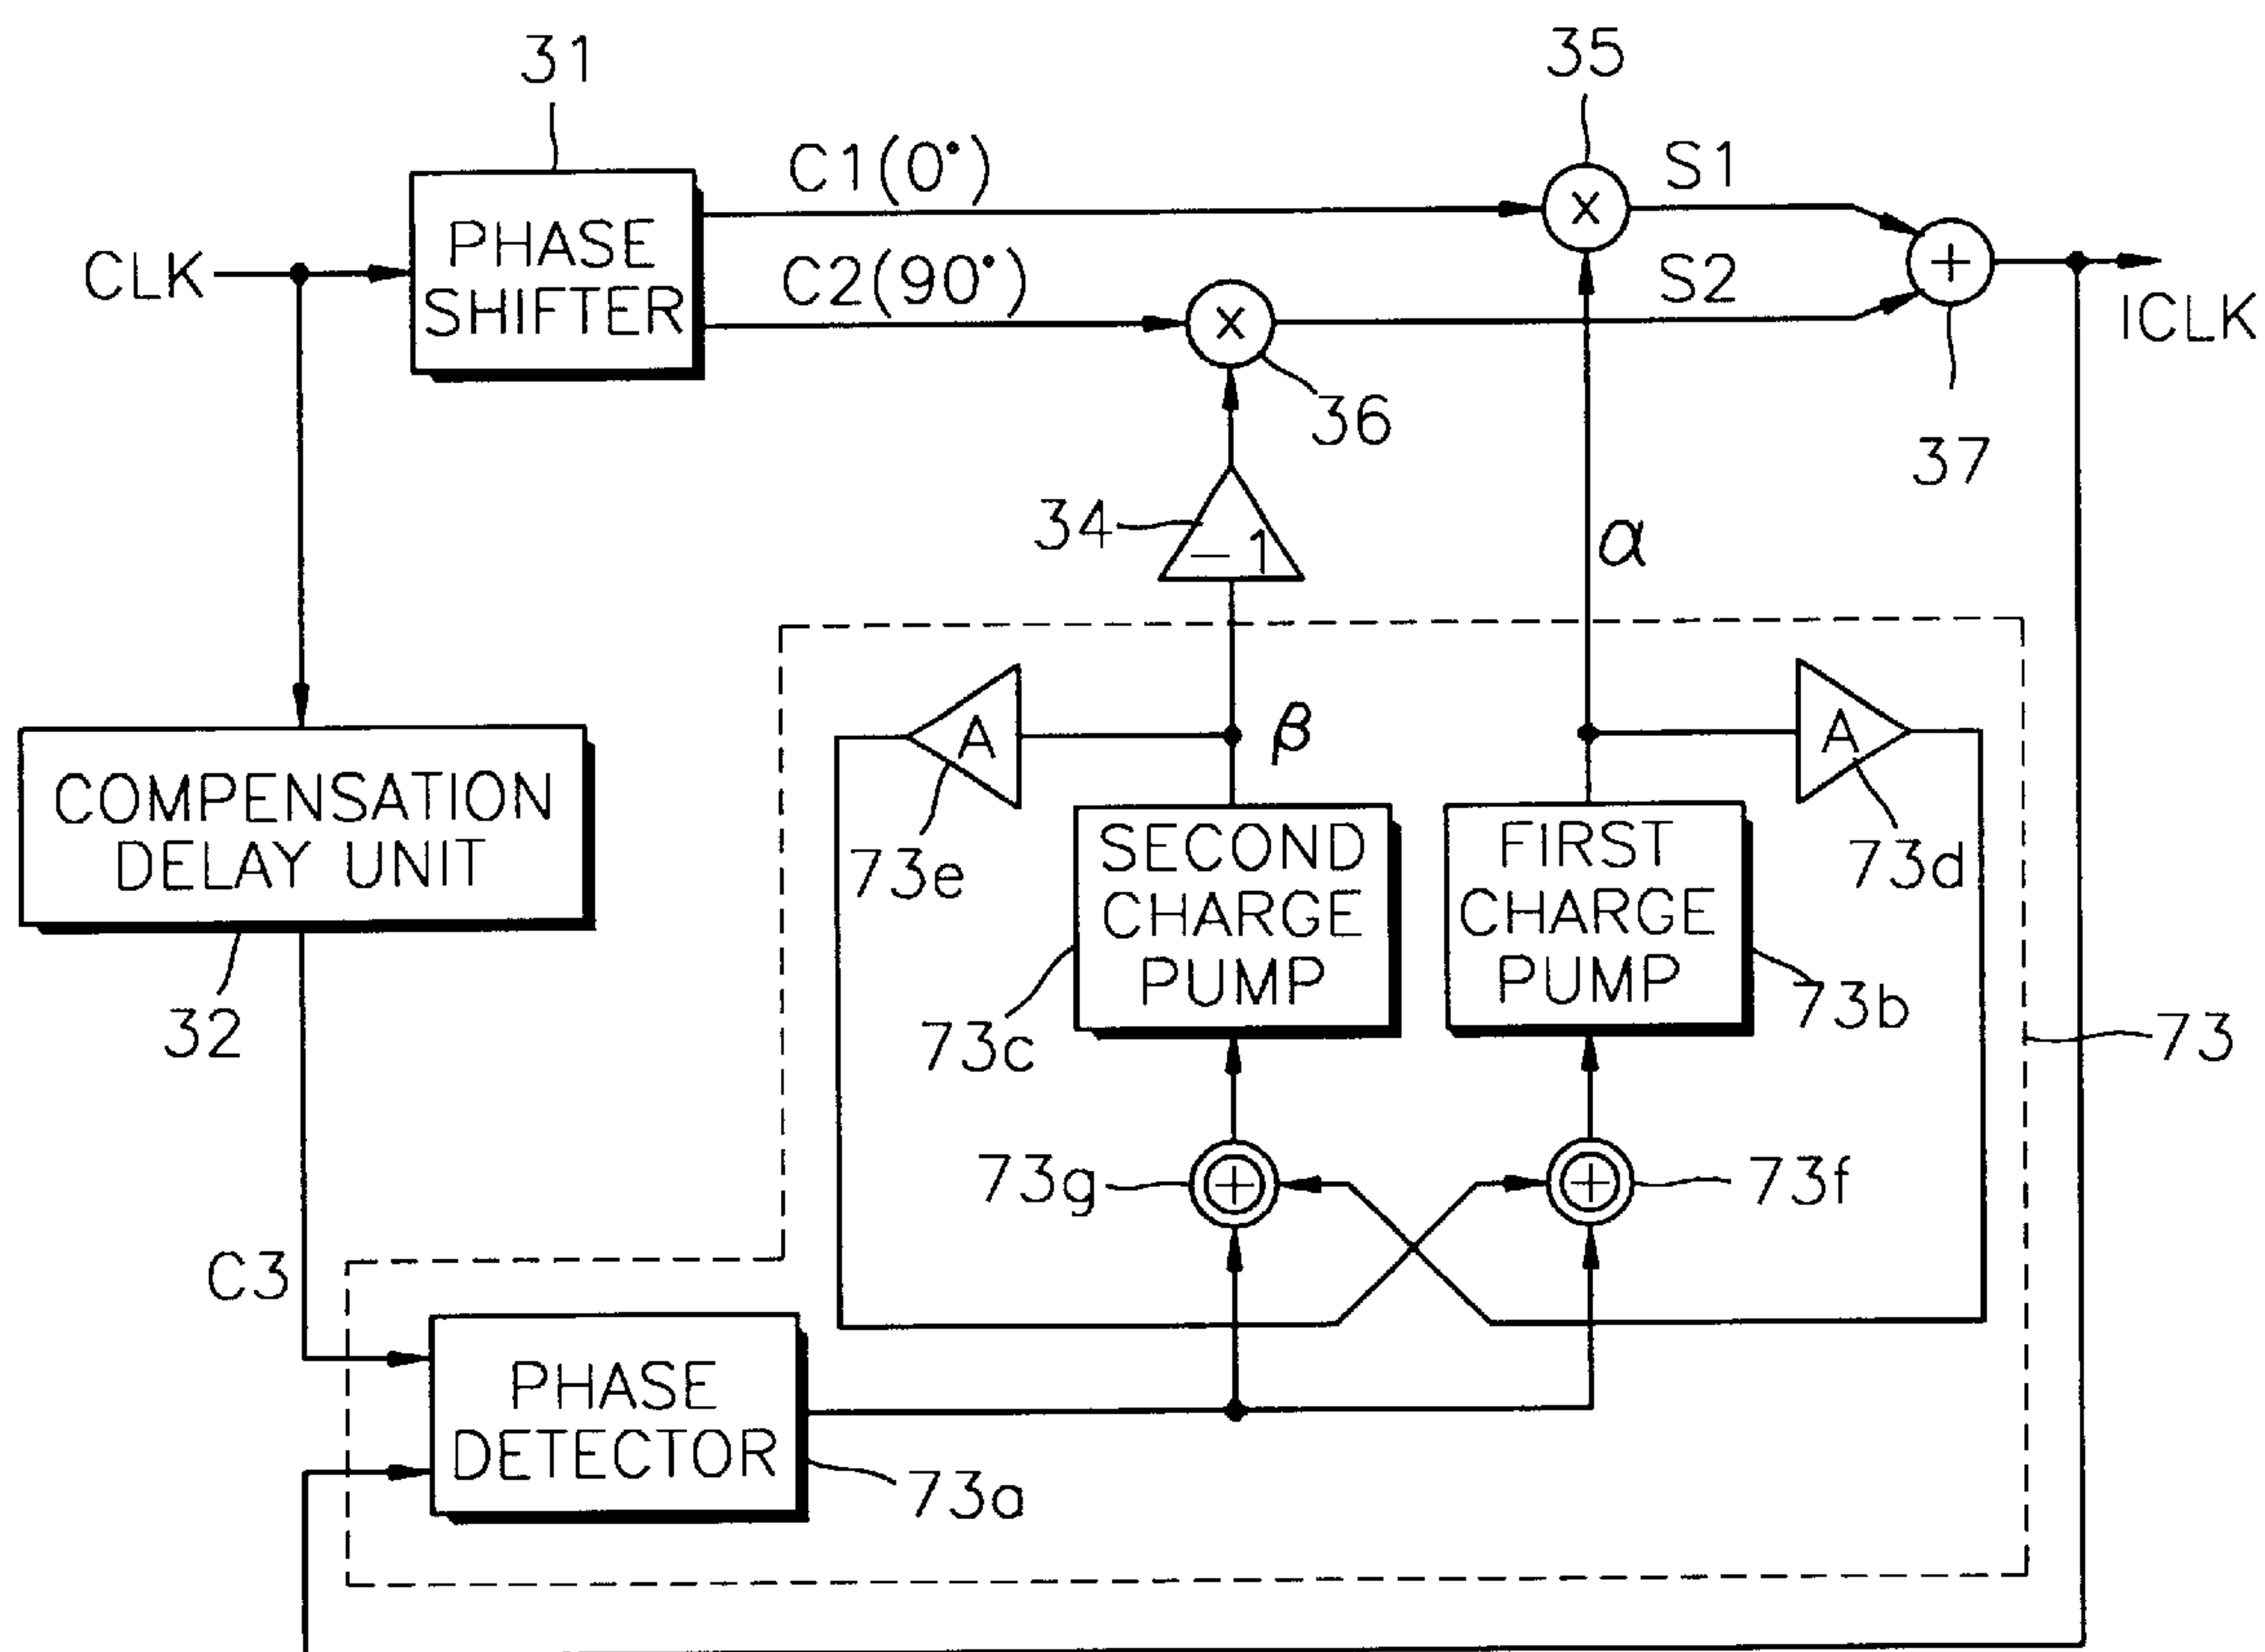 31
35
C1(0°)
S1
×
CLK
PHASE
SHIFTER
C2(90°)
×
S2
+
ICLK
36
37
34
-1
α
A
β
A
COMPENSATION
DELAY UNIT
73e
SECOND
CHARGE
PUMP
FIRST
CHARGE
PUMP
73d
32
73c
73b
73
73g
+
+
73f
C3
PHASE
DETECTOR
73a